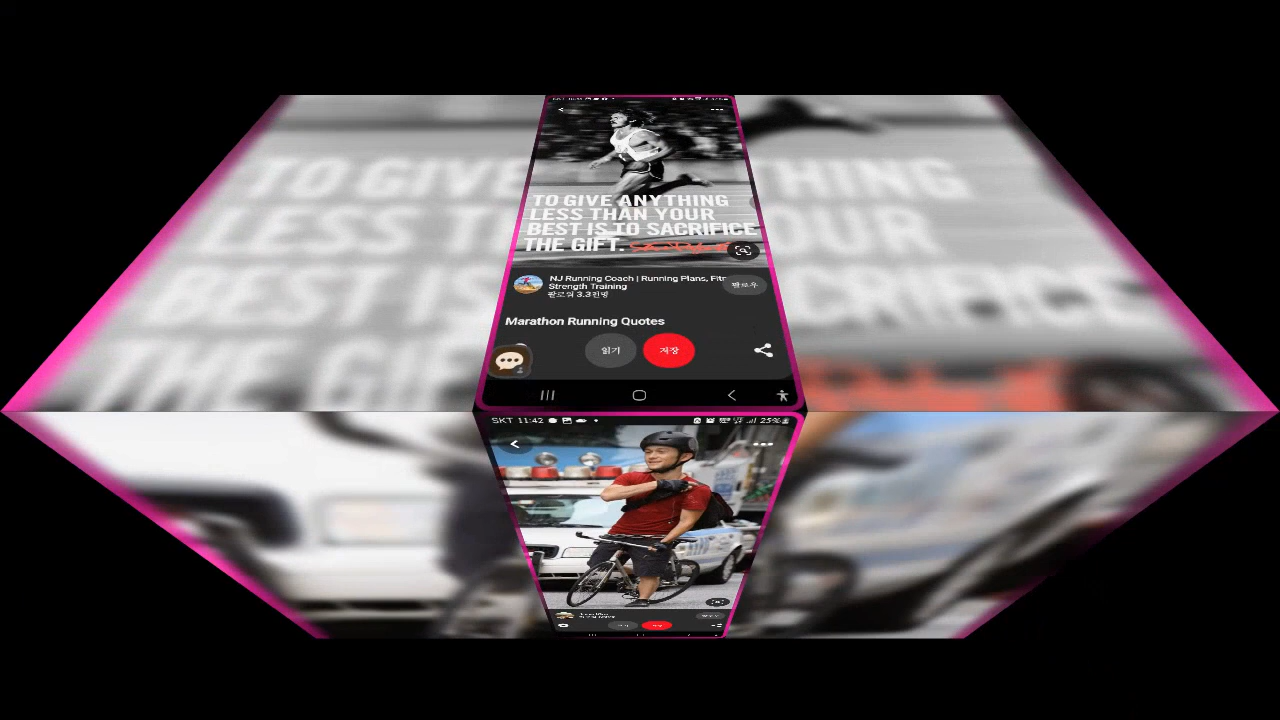 TO GIVE ANYTHING
LESS THAN YOUR
BEST IS TO SACRIFICE
THE GIFT.
NJ Running Coach | Running Plans, Fitn
Strength Training
팔로워 3.3천명
팔로우
Marathon Running Quotes
읽기
저장
SKT 11:42
25%